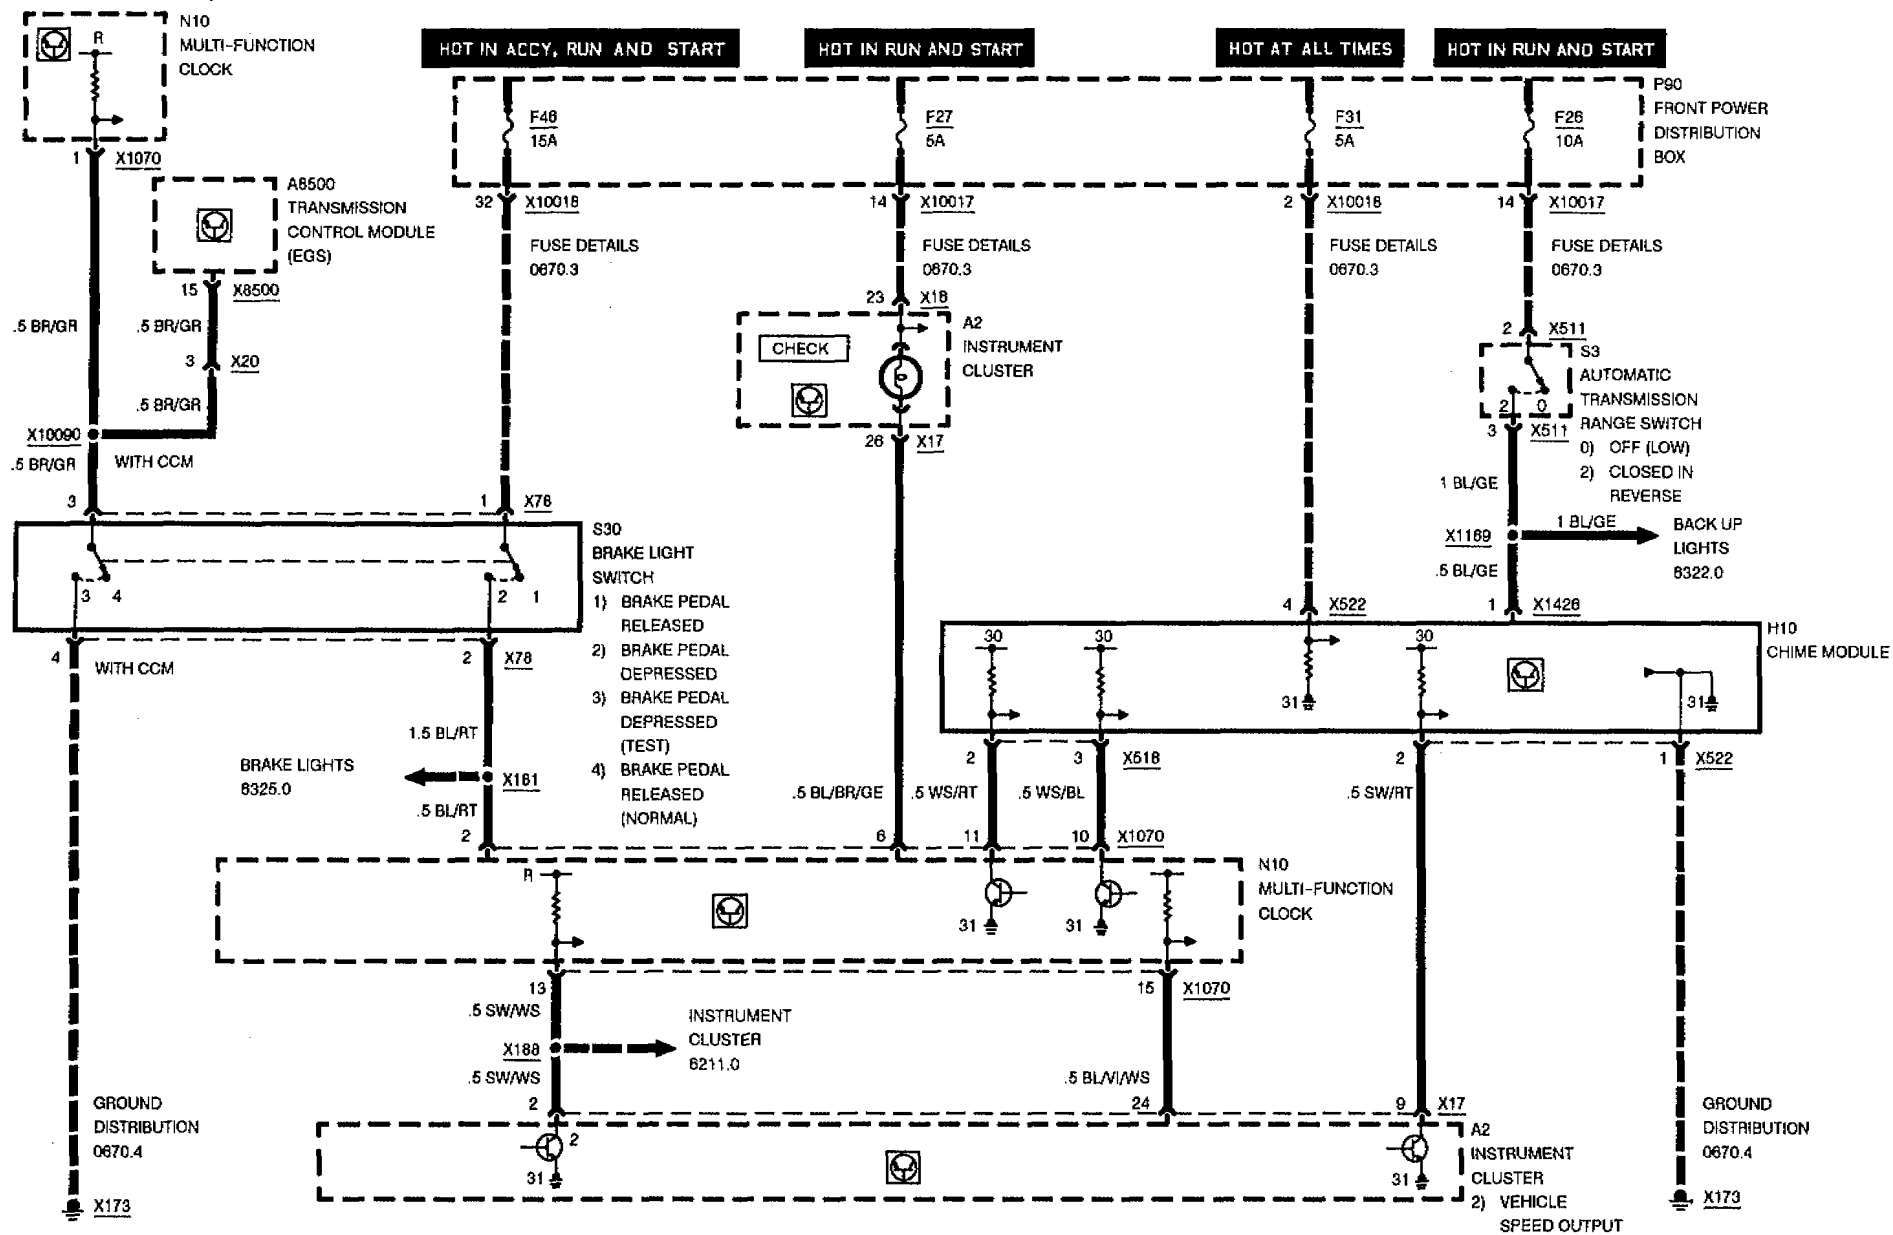 N10
MULTI-FUNCTION
CLOCK
R
HOT IN ACCY, RUN AND START
HOT IN RUN AND START
HOT AT ALL TIMES
HOT IN RUN AND START
P90
FRONT POWER
DISTRIBUTION
BOX
F46
15A
F27
5A
F31
5A
F26
10A
1 X1070
A8500
TRANSMISSION
CONTROL MODULE
(EGS)
32 X10018
14 X10017
2 X10018
14 X10017
FUSE DETAILS
0670.3
FUSE DETAILS
0670.3
FUSE DETAILS
0670.3
FUSE DETAILS
0670.3
15 X8500
.5 BR/GR
.5 BR/GR
3 X20
.5 BR/GR
X10090
.5 BR/GR
WITH CCM
23 X18
A2
INSTRUMENT
CLUSTER
CHECK
26 X17
2 X511
S3
AUTOMATIC
TRANSMISSION
RANGE SWITCH
0) OFF (LOW)
2) CLOSED IN
REVERSE
2 0
3 X511
1 BL/GE
X1169
1 BL/GE
BACK UP
LIGHTS
6322.0
.5 BL/GE
3
1 X78
S30
BRAKE LIGHT
SWITCH
1) BRAKE PEDAL
RELEASED
2) BRAKE PEDAL
DEPRESSED
3) BRAKE PEDAL
DEPRESSED
(TEST)
4) BRAKE PEDAL
RELEASED
(NORMAL)
3 4
2 1
4
WITH CCM
2 X78
4 X522
1 X1426
H10
CHIME MODULE
30
30
30
31
31
1.5 BL/RT
BRAKE LIGHTS
6325.0
X181
.5 BL/RT
2
3
X518
2
1
X522
.5 BL/BR/GE
.5 WS/RT
.5 WS/BL
.5 SW/RT
2
6
11
10
X1070
N10
MULTI-FUNCTION
CLOCK
R
31
31
13
15
X1070
.5 SW/WS
X188
INSTRUMENT
CLUSTER
6211.0
.5 SW/WS
.5 BL/VI/WS
2
24
9
X17
A2
INSTRUMENT
CLUSTER
2) VEHICLE
SPEED OUTPUT
2
31
31
GROUND
DISTRIBUTION
0670.4
X173
GROUND
DISTRIBUTION
0670.4
X173